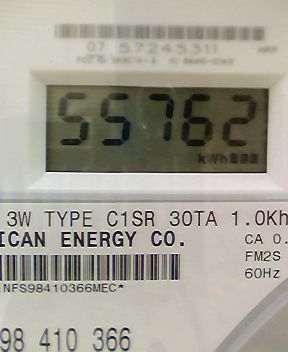 07 57245311
55762
kWh
3W TYPE C1SR 30TA 1.0Kh
ICAN ENERGY CO.
CA 0.
FM2S
60Hz
NFS98410366MEC*
98 410 366